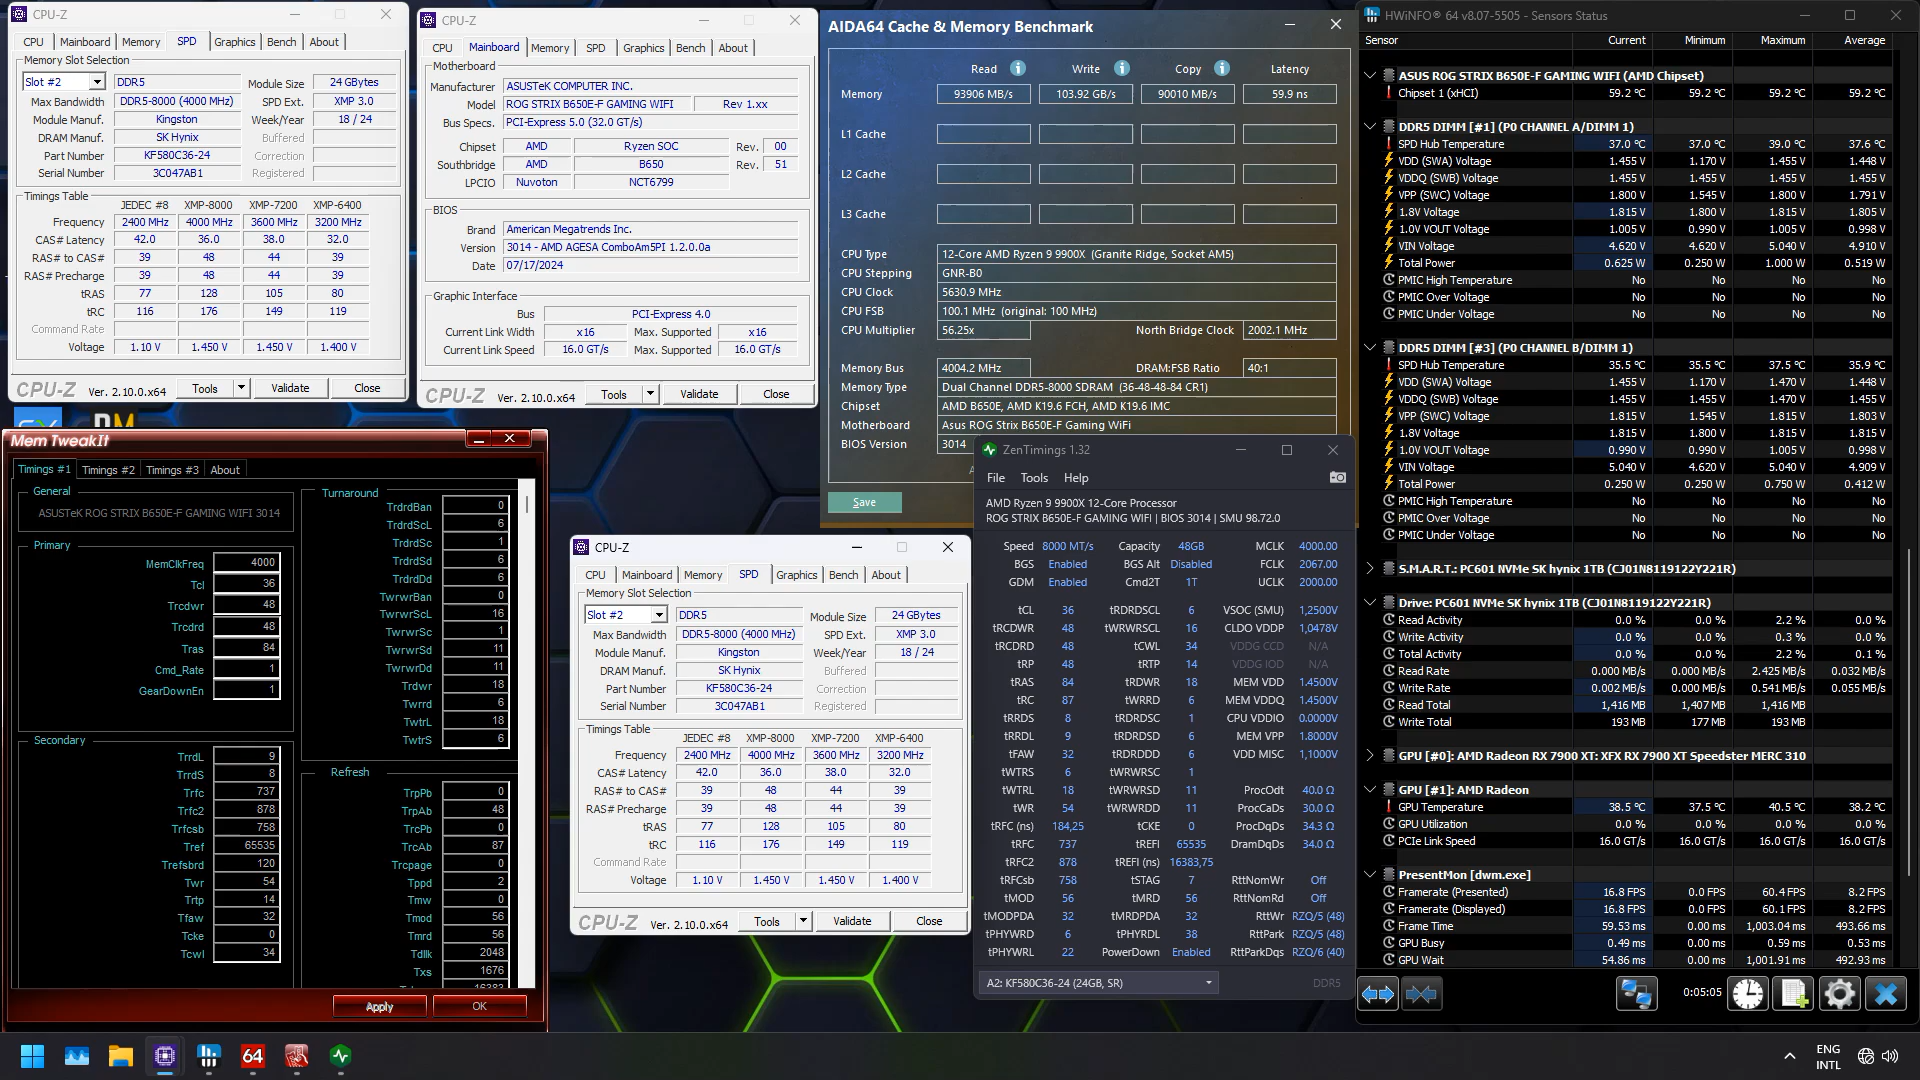 CPU-Z
CPU Mainboard Memory SPD Graphics Bench About
Memory Slot Selection
Slot #2 DDR5 Module Size 24 GBytes
Max Bandwidth DDR5-8000 (4000 MHz) SPD Ext. XMP 3.0
Module Manuf. Kingston Week/Year 18 / 24
DRAM Manuf. SK Hynix Buffered
Part Number KF580C36-24 Correction
Serial Number 3C047AB1 Registered
Timings Table
JEDEC #8 XMP-8000 XMP-7200 XMP-6400
Frequency 2400 MHz 4000 MHz 3600 MHz 3200 MHz
CAS# Latency 42.0 36.0 38.0 32.0
RAS# to CAS# 39 48 44 39
RAS# Precharge 39 48 44 39
tRAS 77 128 105 80
tRC 116 176 149 119
Command Rate
Voltage 1.10 V 1.450 V 1.450 V 1.400 V
CPU-Z Ver. 2.10.0.x64 Tools Validate Close
CPU-Z
CPU Mainboard Memory SPD Graphics Bench About
Motherboard
Manufacturer ASUSTeK COMPUTER INC.
Model ROG STRIX B650E-F GAMING WIFI Rev 1.xx
Bus Specs. PCI-Express 5.0 (32.0 GT/s)
Chipset AMD Ryzen SOC Rev. 00
Southbridge AMD B650 Rev. 51
LPCIO Nuvoton NCT6799
BIOS
Brand American Megatrends Inc.
Version 3014 - AMD AGESA ComboAm5PI 1.2.0.0a
Date 07/17/2024
Graphic Interface
Bus PCI-Express 4.0
Current Link Width x16 Max. Supported x16
Current Link Speed 16.0 GT/s Max. Supported 16.0 GT/s
CPU-Z Ver. 2.10.0.x64 Tools Validate Close
AIDA64 Cache & Memory Benchmark
Read Write Copy Latency
Memory 93906 MB/s 103.92 GB/s 90010 MB/s 59.9 ns
L1 Cache
L2 Cache
L3 Cache
CPU Type 12-Core AMD Ryzen 9 9900X (Granite Ridge, Socket AM5)
CPU Stepping GNR-B0
CPU Clock 5630.9 MHz
CPU FSB 100.1 MHz (original: 100 MHz)
CPU Multiplier 56.25x North Bridge Clock 2002.1 MHz
Memory Bus 4004.2 MHz DRAM:FSB Ratio 40:1
Memory Type Dual Channel DDR5-8000 SDRAM (36-48-48-84 CR1)
Chipset AMD B650E, AMD K19.6 FCH, AMD K19.6 IMC
Motherboard Asus ROG Strix B650E-F Gaming WiFi
BIOS Version 3014
Save
Mem TweakIt
Timings #1 Timings #2 Timings #3 About
General
ASUSTeK ROG STRIX B650E-F GAMING WIFI 3014
Primary
MemClkFreq 4000
Tcl 36
Trcdwr 48
Trcdrd 48
Tras 84
Cmd_Rate 1
GearDownEn 1
Secondary
TrrdL 9
TrrdS 8
Trfc 737
Trfc2 878
Trfcsb 758
Tref 65535
Trefsbrd 120
Twr 54
Trtp 14
Tfaw 32
Tcke 0
Tcwl 34
Turnaround
TrdrdBan 0
TrdrdScL 6
TrdrdSc 1
TrdrdSd 6
TrdrdDd 6
TwrwrBan 0
TwrwrScL 16
TwrwrSc 1
TwrwrSd 11
TwrwrDd 11
Trdwr 18
Twrrd 6
TwtrL 18
TwtrS 6
Refresh
TrpPb 0
TrpAb 48
TrcPb 0
TrcAb 87
Trcpage 0
Tppd 2
Tmw 0
Tmod 56
Tmrd 56
Tdllk 2048
Txs 1676
Apply OK
CPU-Z
CPU Mainboard Memory SPD Graphics Bench About
Memory Slot Selection
Slot #2 DDR5 Module Size 24 GBytes
Max Bandwidth DDR5-8000 (4000 MHz) SPD Ext. XMP 3.0
Module Manuf. Kingston Week/Year 18 / 24
DRAM Manuf. SK Hynix Buffered
Part Number KF580C36-24 Correction
Serial Number 3C047AB1 Registered
Timings Table
JEDEC #8 XMP-8000 XMP-7200 XMP-6400
Frequency 2400 MHz 4000 MHz 3600 MHz 3200 MHz
CAS# Latency 42.0 36.0 38.0 32.0
RAS# to CAS# 39 48 44 39
RAS# Precharge 39 48 44 39
tRAS 77 128 105 80
tRC 116 176 149 119
Command Rate
Voltage 1.10 V 1.450 V 1.450 V 1.400 V
CPU-Z Ver. 2.10.0.x64 Tools Validate Close
ZenTimings 1.32
File Tools Help
AMD Ryzen 9 9900X 12-Core Processor
ROG STRIX B650E-F GAMING WIFI | BIOS 3014 | SMU 98.72.0
Speed 8000 MT/s Capacity 48GB MCLK 4000.00
BGS Enabled BGS Alt Disabled FCLK 2067.00
GDM Enabled Cmd2T 1T UCLK 2000.00
tCL 36 tRDRDSCL 6 VSOC (SMU) 1,2500V
tRCDWR 48 tWRWRSCL 16 CLDO VDDP 1,0478V
tRCDRD 48 tCWL 34 VDDG CCD N/A
tRP 48 tRTP 14 VDDG IOD N/A
tRAS 84 tRDWR 18 MEM VDD 1.4500V
tRC 87 tWRRD 6 MEM VDDQ 1.4500V
tRRDS 8 tRDRDSC 1 CPU VDDIO 0.0000V
tRRDL 9 tRDRDSD 6 MEM VPP 1.8000V
tFAW 32 tRDRDDD 6 VDD MISC 1,1000V
tWTRS 6 tWRWRSC 1
tWTRL 18 tWRWRSD 11 ProcOdt 40.0 Ω
tWR 54 tWRWRDD 11 ProcCaDs 30.0 Ω
tRFC (ns) 184,25 tCKE 0 ProcDqDs 34.3 Ω
tRFC 737 tREFI 65535 DramDqDs 34.0 Ω
tRFC2 878 tREFI (ns) 16383,75
tRFCsb 758 tSTAG 7 RttNomWr Off
tMOD 56 tMRD 56 RttNomRd Off
tMODPDA 32 tMRDPDA 32 RttWr RZQ/5 (48)
tPHYWRD 6 tPHYRDL 38 RttPark RZQ/5 (48)
tPHYWRL 22 PowerDown Enabled RttParkDqs RZQ/6 (40)
A2: KF580C36-24 (24GB, SR) DDR5
HWiNFO® 64 v8.07-5505 - Sensors Status
Sensor Current Minimum Maximum Average
ASUS ROG STRIX B650E-F GAMING WIFI (AMD Chipset)
Chipset 1 (xHCI) 59.2 °C 59.2 °C 59.2 °C 59.2 °C
DDR5 DIMM [#1] (P0 CHANNEL A/DIMM 1)
SPD Hub Temperature 37.0 °C 37.0 °C 39.0 °C 37.6 °C
VDD (SWA) Voltage 1.455 V 1.170 V 1.455 V 1.448 V
VDDQ (SWB) Voltage 1.455 V 1.455 V 1.455 V 1.455 V
VPP (SWC) Voltage 1.800 V 1.545 V 1.800 V 1.791 V
1.8V Voltage 1.815 V 1.800 V 1.815 V 1.805 V
1.0V VOUT Voltage 1.005 V 0.990 V 1.005 V 0.998 V
VIN Voltage 4.620 V 4.620 V 5.040 V 4.910 V
Total Power 0.625 W 0.250 W 1.000 W 0.519 W
PMIC High Temperature No No No No
PMIC Over Voltage No No No No
PMIC Under Voltage No No No No
DDR5 DIMM [#3] (P0 CHANNEL B/DIMM 1)
SPD Hub Temperature 35.5 °C 35.5 °C 37.5 °C 35.9 °C
VDD (SWA) Voltage 1.455 V 1.170 V 1.470 V 1.448 V
VDDQ (SWB) Voltage 1.455 V 1.455 V 1.470 V 1.455 V
VPP (SWC) Voltage 1.815 V 1.545 V 1.815 V 1.803 V
1.8V Voltage 1.815 V 1.800 V 1.815 V 1.800 V
1.0V VOUT Voltage 0.990 V 0.990 V 1.005 V 0.991 V
VIN Voltage 5.040 V 4.620 V 5.040 V 4.909 V
Total Power 0.250 W 0.250 W 0.750 W 0.412 W
PMIC High Temperature No No No No
PMIC Over Voltage No No No No
PMIC Under Voltage No No No No
S.M.A.R.T.: PC601 NVMe SK hynix 1TB (CJ01N8119122Y221R)
Drive: PC601 NVMe SK hynix 1TB (CJ01N8119122Y221R)
Read Activity 0.0 % 0.0 % 2.2 % 0.0 %
Write Activity 0.0 % 0.0 % 0.3 % 0.0 %
Total Activity 0.0 % 0.0 % 2.2 % 0.1 %
Read Rate 0.000 MB/s 0.000 MB/s 2.425 MB/s 0.032 MB/s
Write Rate 0.002 MB/s 0.000 MB/s 0.541 MB/s 0.055 MB/s
Read Total 1,416 MB 1,407 MB 1,416 MB
Write Total 193 MB 177 MB 193 MB
GPU [#0]: AMD Radeon RX 7900 XT: XFX RX 7900 XT Speedster MERC 310
GPU [#1]: AMD Radeon
GPU Temperature 38.5 °C 37.5 °C 40.5 °C 38.2 °C
GPU Utilization 0.0 % 0.0 % 0.0 % 0.0 %
PCIe Link Speed 16.0 GT/s 16.0 GT/s 16.0 GT/s 16.0 GT/s
PresentMon [dwm.exe]
Framerate (Presented) 16.8 FPS 0.0 FPS 60.4 FPS 8.2 FPS
Framerate (Displayed) 16.8 FPS 0.0 FPS 60.1 FPS 8.2 FPS
Frame Time 59.53 ms 0.00 ms 1,003.04 ms 493.66 ms
GPU Busy 0.49 ms 0.00 ms 0.59 ms 0.53 ms
GPU Wait 54.86 ms 0.00 ms 1,001.91 ms 492.93 ms
0:05:05
64
ENG
INTL